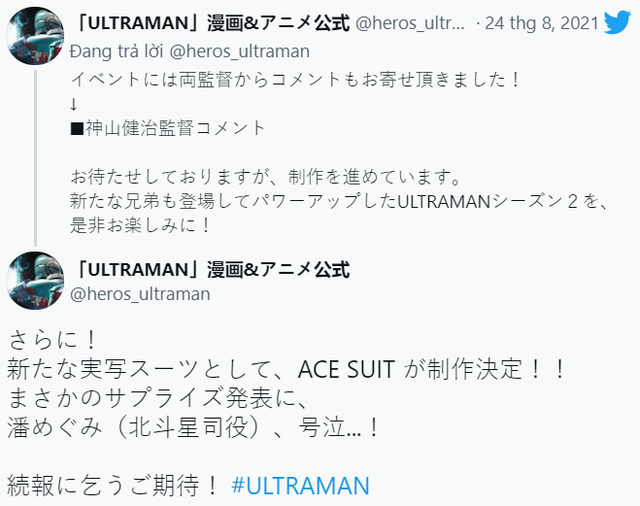 「ULTRAMAN」漫画&アニメ公式 @heros_ultr... · 24 thg 8, 2021
Đang trả lời @heros_ultraman
イベントには両監督からコメントもお寄せ頂きました！
↓
■神山健治監督コメント
お待たせしておりますが、制作を進めています。
新たな兄弟も登場してパワーアップしたULTRAMANシーズン２を、
是非お楽しみに！
「ULTRAMAN」漫画&アニメ公式
@heros_ultraman
さらに！
新たな実写スーツとして、ACE SUIT が制作決定！！
まさかのサプライズ発表に、
潘めぐみ（北斗星司役）、号泣...！
続報に乞うご期待！ #ULTRAMAN